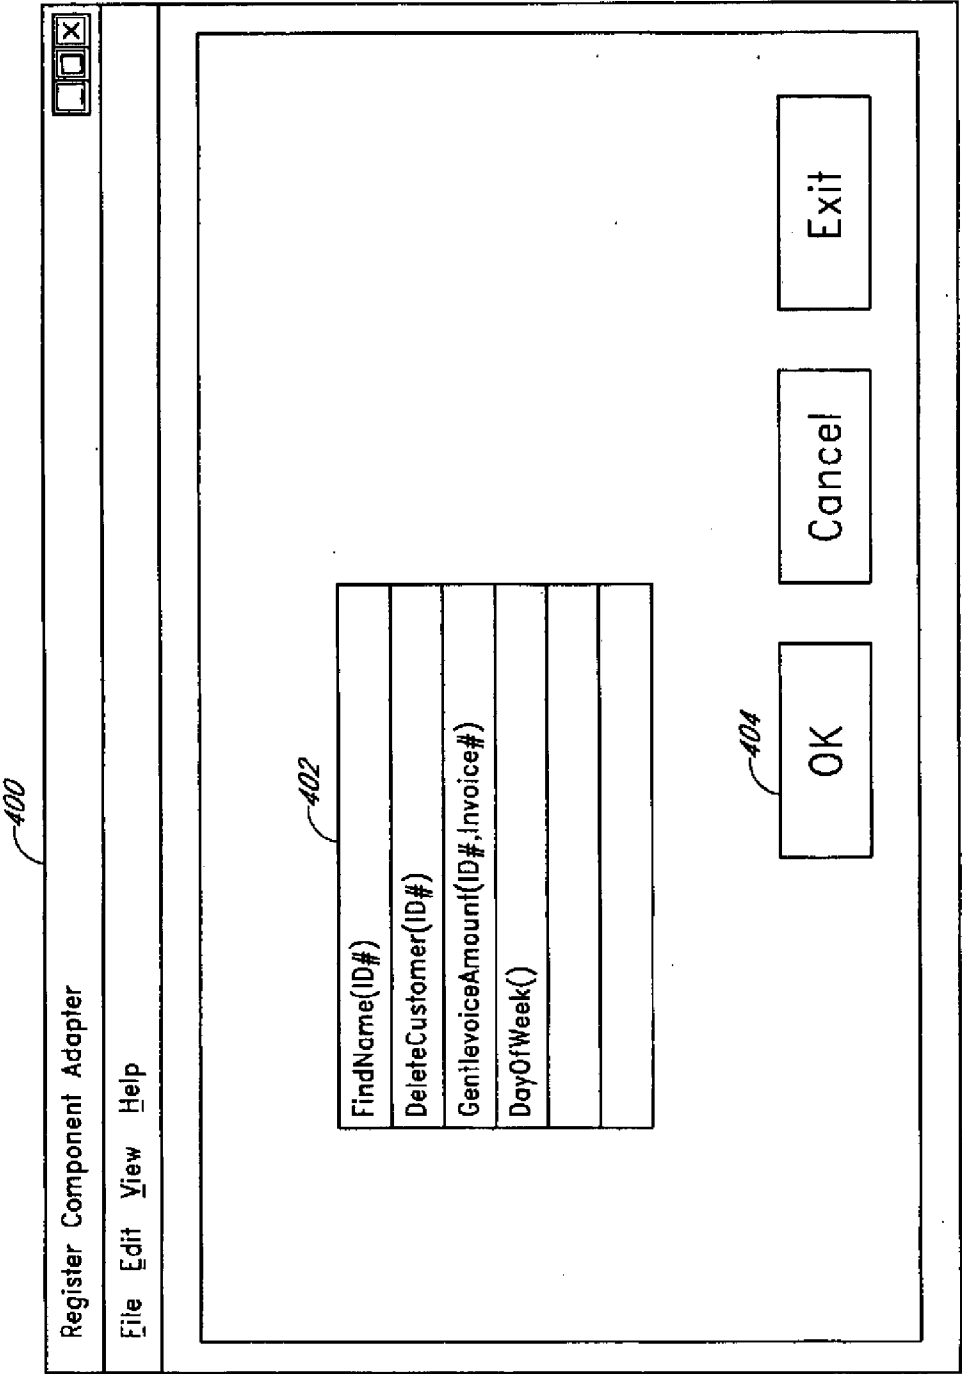 400
Register Component Adapter
File Edit View Help
402
FindName(ID#)
DeleteCustomer(ID#)
GentIevoiceAmount(ID#,Invoice#)
DayOfWeek()
404
OK
Cancel
Exit